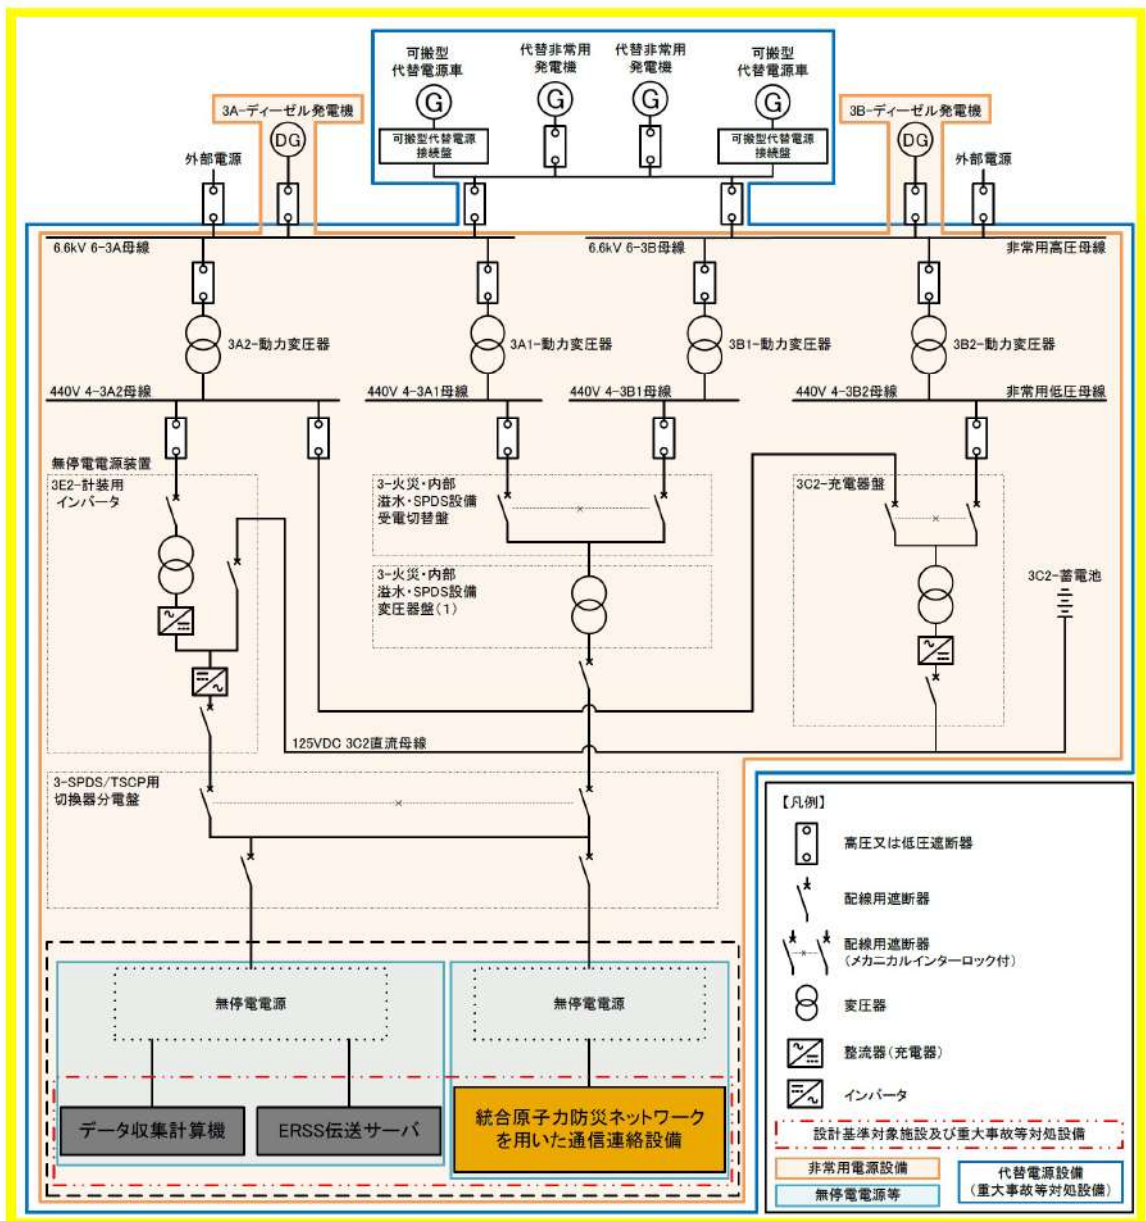 可搬型
代替電源車
代替非常用
発電機
代替非常用
発電機
可搬型
代替電源車
G
G
G
G
3A-ディーゼル発電機
3B-ディーゼル発電機
DG
DG
可搬型代替電源
接続盤
可搬型代替電源
接続盤
外部電源
外部電源
6.6kV 6-3A母線
6.6kV 6-3B母線
非常用高圧母線
3A2-動力変圧器
3A1-動力変圧器
3B1-動力変圧器
3B2-動力変圧器
440V 4-3A2母線
440V 4-3A1母線
440V 4-3B1母線
440V 4-3B2母線
非常用低圧母線
無停電電源装置
3E2-計装用
インバータ
3-火災・内部
溢水・SPDS設備
受電切替盤
3C2-充電器盤
3-火災・内部
溢水・SPDS設備
変圧器盤(1)
3C2-蓄電池
125VDC 3C2直流母線
3-SPDS/TSCP用
切換器分電盤
無停電電源
無停電電源
データ収集計算機
ERSS伝送サーバ
統合原子力防災ネットワーク
を用いた通信連絡設備
【凡例】
高圧又は低圧遮断器
配線用遮断器
配線用遮断器
(メカニカルインターロック付)
変圧器
整流器(充電器)
インバータ
設計基準対象施設及び重大事故等対処設備
非常用電源設備
無停電電源等
代替電源設備
(重大事故等対処設備)